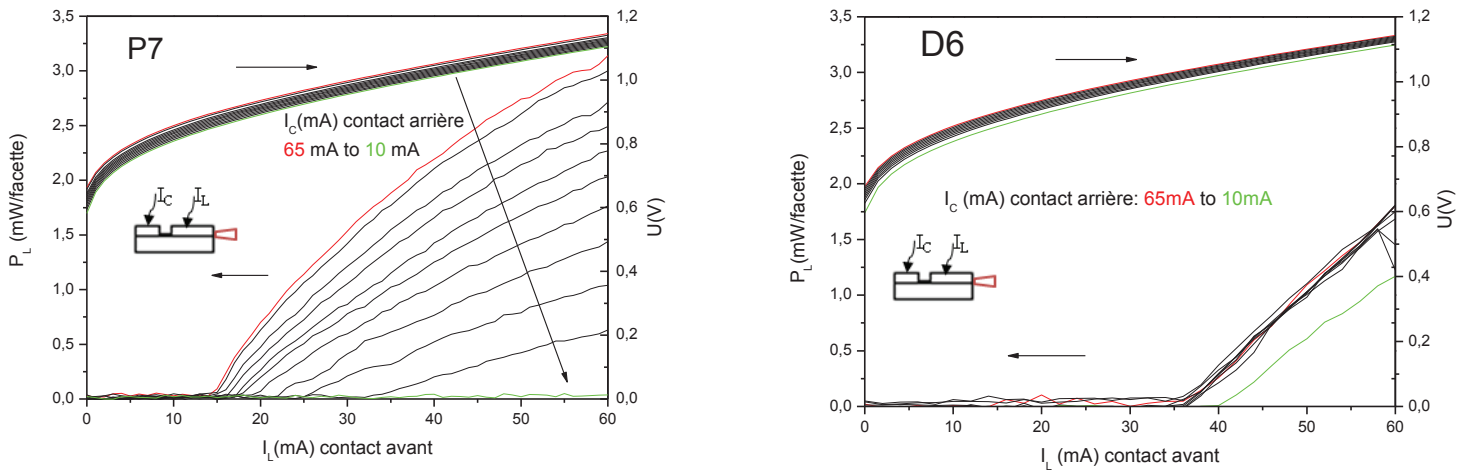 P7
I_C(mA) contact arrière
65 mA to 10 mA
I_C
I_L
P_L (mW/facette)
3,5
3,0
2,5
2,0
1,5
1,0
0,5
0,0
0
10
20
30
40
50
60
I_L(mA) contact avant
1,2
1,0
0,8
0,6
0,4
0,2
0,0
U(V)
D6
I_C (mA) contact arrière: 65mA to 10mA
I_C
I_L
P_L (mW/facette)
3,5
3,0
2,5
2,0
1,5
1,0
0,5
0,0
0
10
20
30
40
50
60
I_L (mA) contact avant
1,2
1,0
0,8
0,6
0,4
0,2
0,0
U(V)